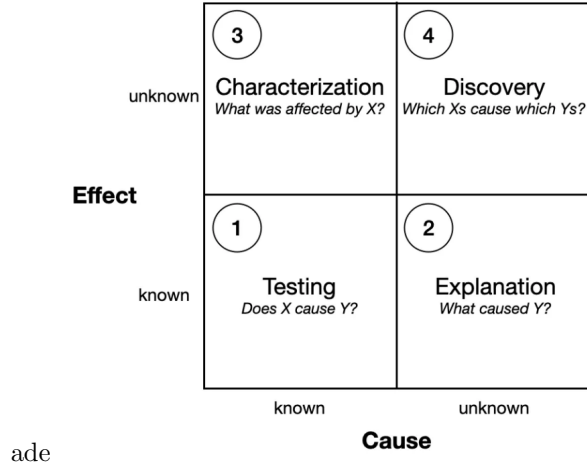 3
4
Characterization
What was affected by X?
Discovery
Which Xs cause which Ys?
unknown
Effect
1
2
Testing
Does X cause Y?
Explanation
What caused Y?
known
known
unknown
Cause
ade